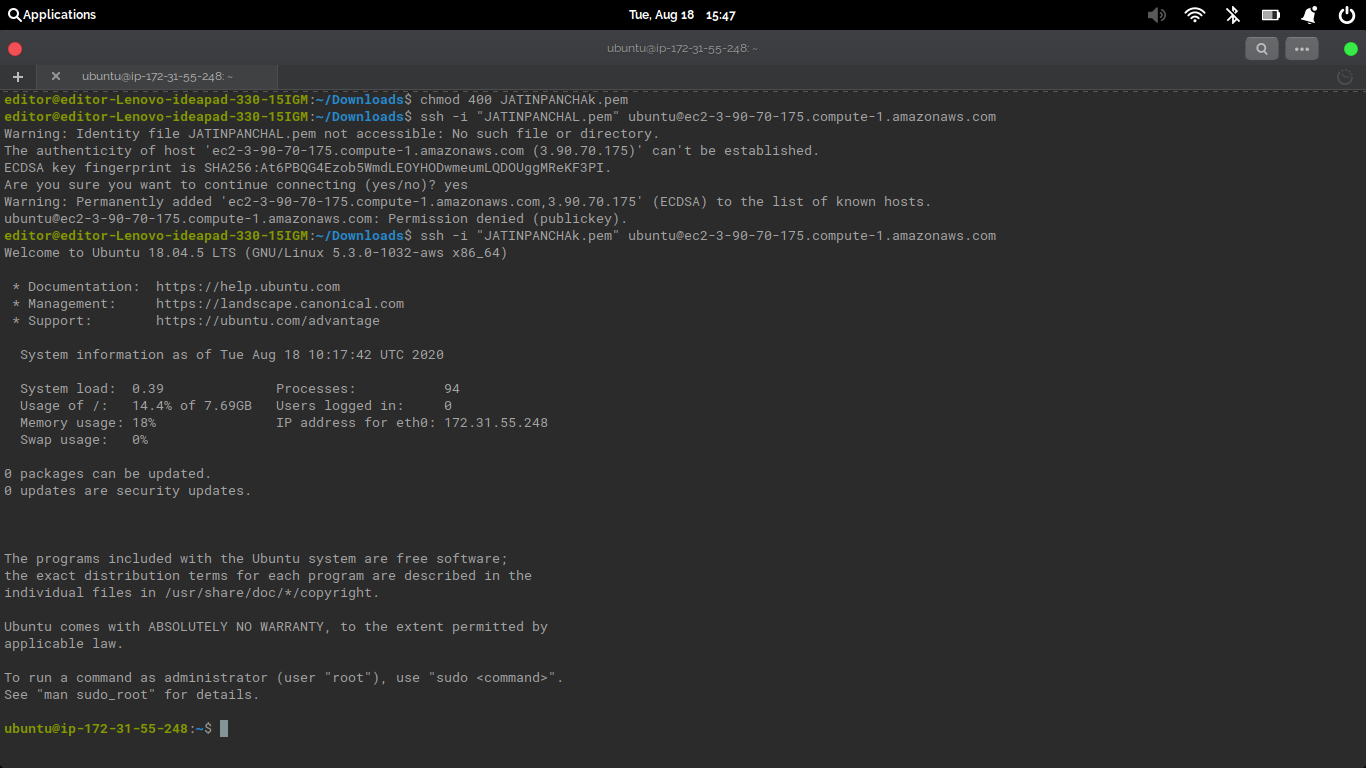 Applications
Tue, Aug 18 15:47
ubuntu@ip-172-31-55-248: ~
ubuntu@ip-172-31-55-248: ~
editor@editor-Lenovo-ideapad-330-15IGM:~/Downloads$ chmod 400 JATINPANCHAk.pem
editor@editor-Lenovo-ideapad-330-15IGM:~/Downloads$ ssh -i "JATINPANCHAL.pem" ubuntu@ec2-3-90-70-175.compute-1.amazonaws.com
Warning: Identity file JATINPANCHAL.pem not accessible: No such file or directory.
The authenticity of host 'ec2-3-90-70-175.compute-1.amazonaws.com (3.90.70.175)' can't be established.
ECDSA key fingerprint is SHA256:At6PBQG4Ezob5WmdLEOYHODwmeumLQDOUggMReKF3PI.
Are you sure you want to continue connecting (yes/no)? yes
Warning: Permanently added 'ec2-3-90-70-175.compute-1.amazonaws.com,3.90.70.175' (ECDSA) to the list of known hosts.
ubuntu@ec2-3-90-70-175.compute-1.amazonaws.com: Permission denied (publickey).
editor@editor-Lenovo-ideapad-330-15IGM:~/Downloads$ ssh -i "JATINPANCHAk.pem" ubuntu@ec2-3-90-70-175.compute-1.amazonaws.com
Welcome to Ubuntu 18.04.5 LTS (GNU/Linux 5.3.0-1032-aws x86_64)
* Documentation: https://help.ubuntu.com
* Management: https://landscape.canonical.com
* Support: https://ubuntu.com/advantage
System information as of Tue Aug 18 10:17:42 UTC 2020
System load: 0.39 Processes: 94
Usage of /: 14.4% of 7.69GB Users logged in: 0
Memory usage: 18% IP address for eth0: 172.31.55.248
Swap usage: 0%
0 packages can be updated.
0 updates are security updates.
The programs included with the Ubuntu system are free software;
the exact distribution terms for each program are described in the
individual files in /usr/share/doc/*/copyright.
Ubuntu comes with ABSOLUTELY NO WARRANTY, to the extent permitted by
applicable law.
To run a command as administrator (user "root"), use "sudo <command>".
See "man sudo_root" for details.
ubuntu@ip-172-31-55-248:~$